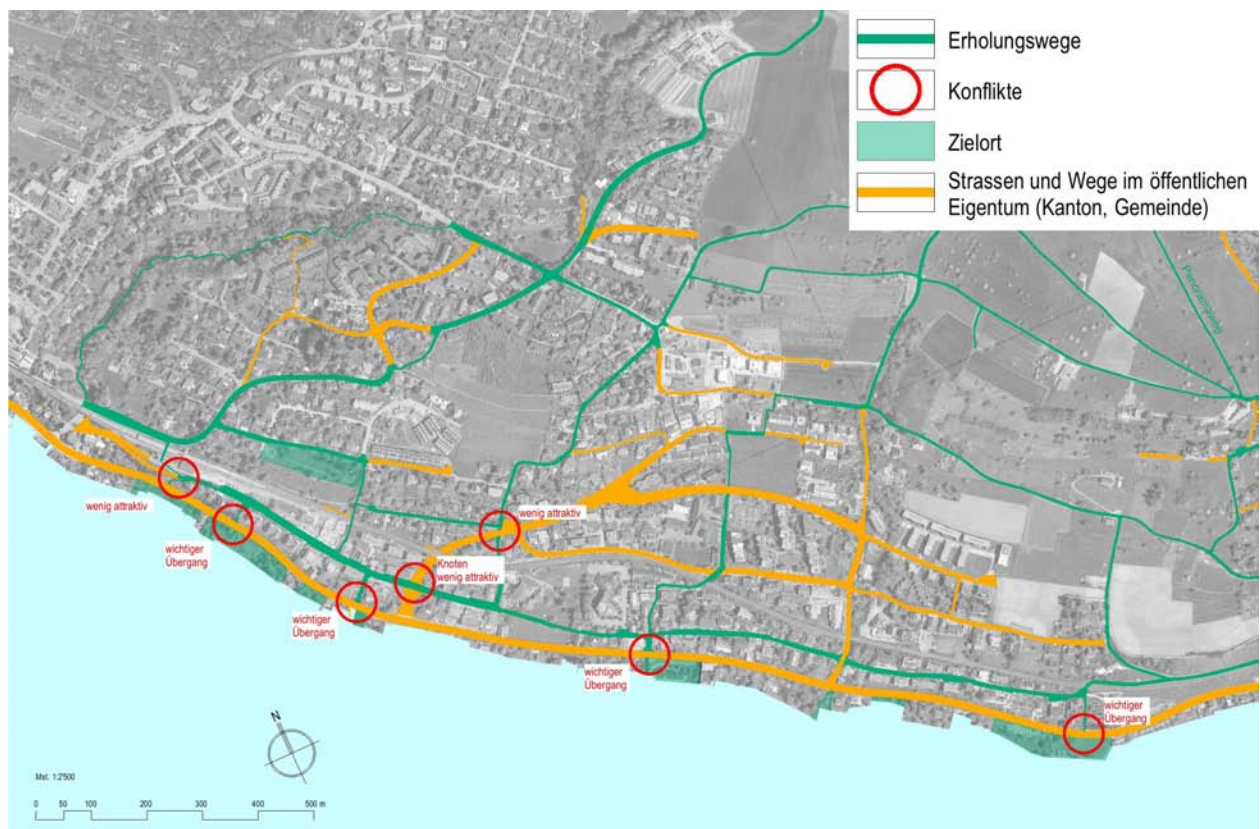 Erholungswege
Konflikte
Zielort
Strassen und Wege im öffentlichen
Eigentum (Kanton, Gemeinde)
Panoramaweg
wenig attraktiv
wichtiger
Übergang
wenig attraktiv
Knoten
wenig attraktiv
wichtiger
Übergang
wichtiger
Übergang
wichtiger
Übergang
N
Mst. 1:2'500
0 50 100 200 300 400 500 m